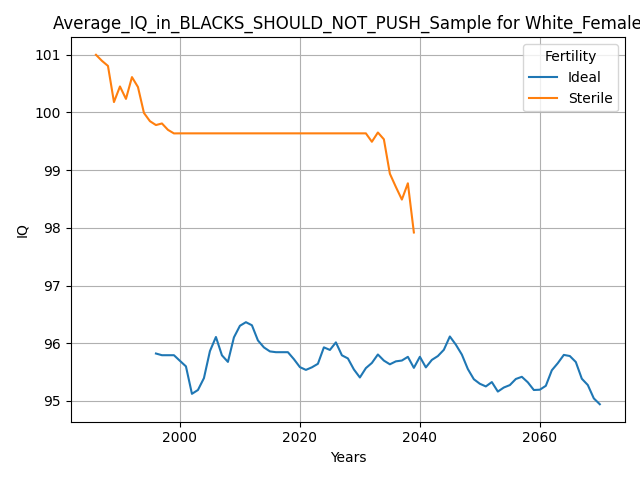 Average_IQ_in_BLACKS_SHOULD_NOT_PUSH_Sample for White_Female
101
100
99
98
97
96
95
IQ
Fertility
Ideal
Sterile
2000 2020 2040 2060
Years